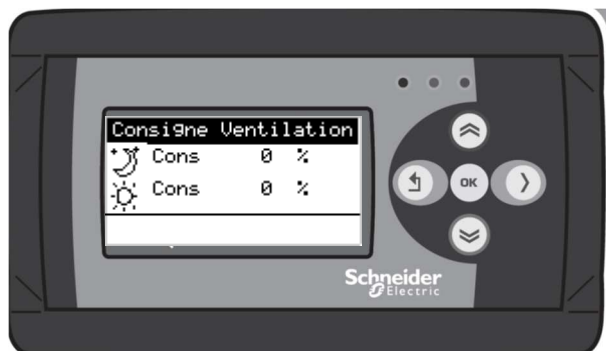 Consigne Ventilation
Cons 0 %
Cons 0 %
OK
Schneider
Electric